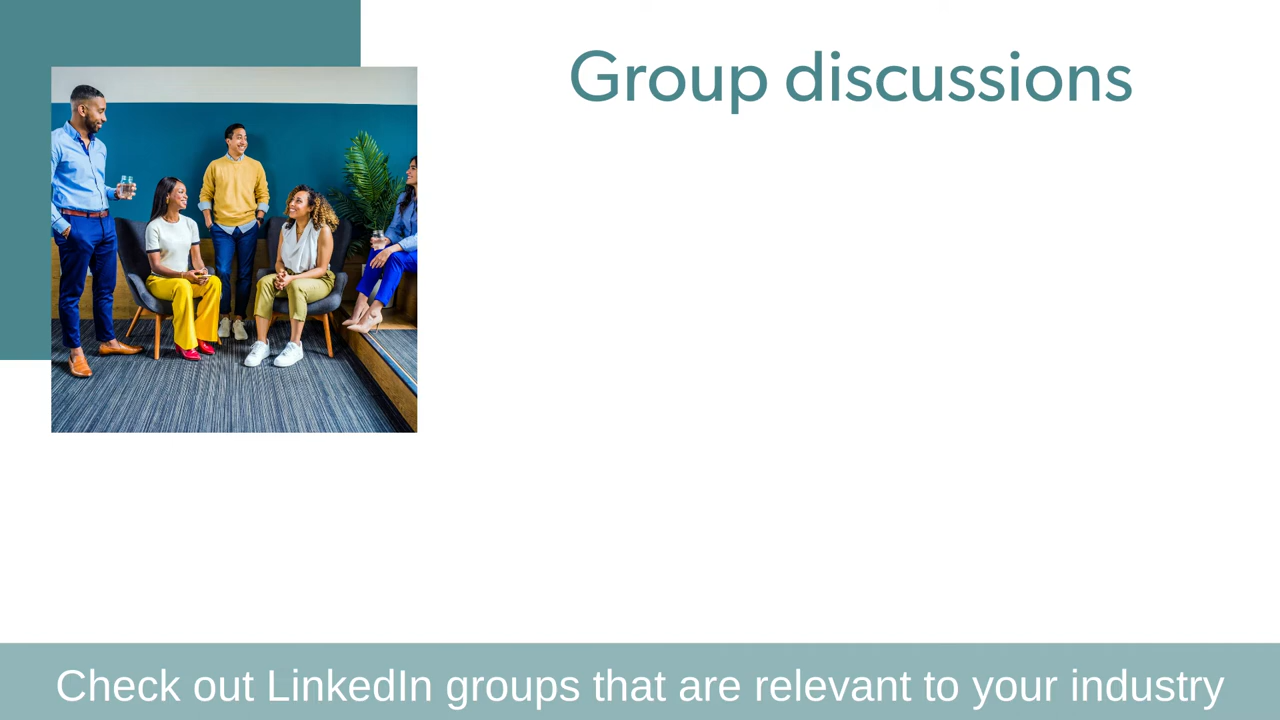 Group discussions
Check out LinkedIn groups that are relevant to your industry